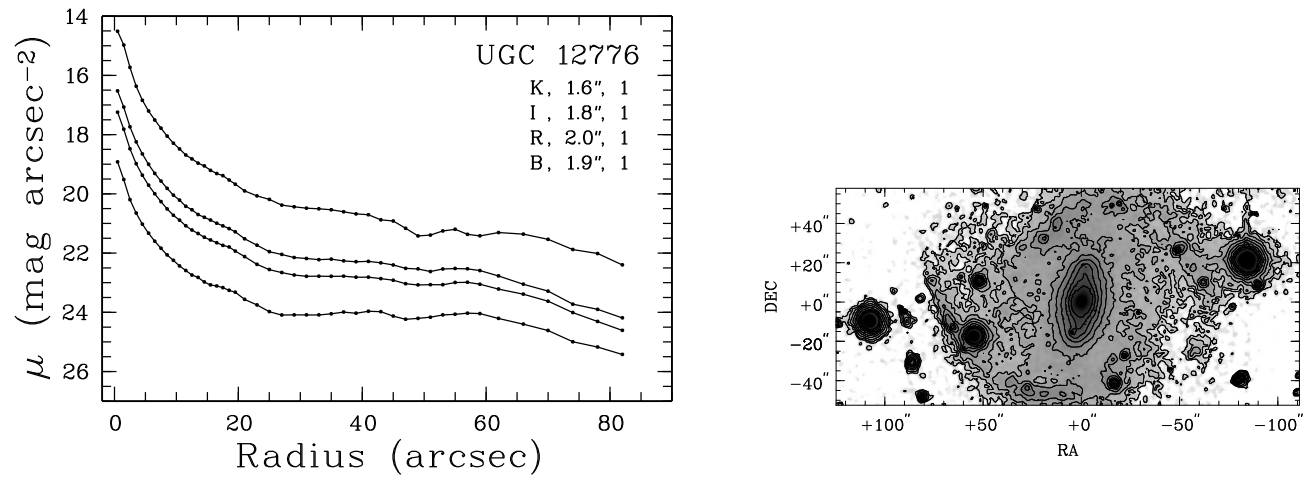 14
16
18
20
22
24
26
μ (mag arcsec−2)
UGC 12776
K, 1.6″, 1
I, 1.8″, 1
R, 2.0″, 1
B, 1.9″, 1
0 20 40 60 80
Radius (arcsec)
+40″
+20″
+0″
−20″
−40″
DEC
+100″ +50″ +0″ −50″ −100″
RA